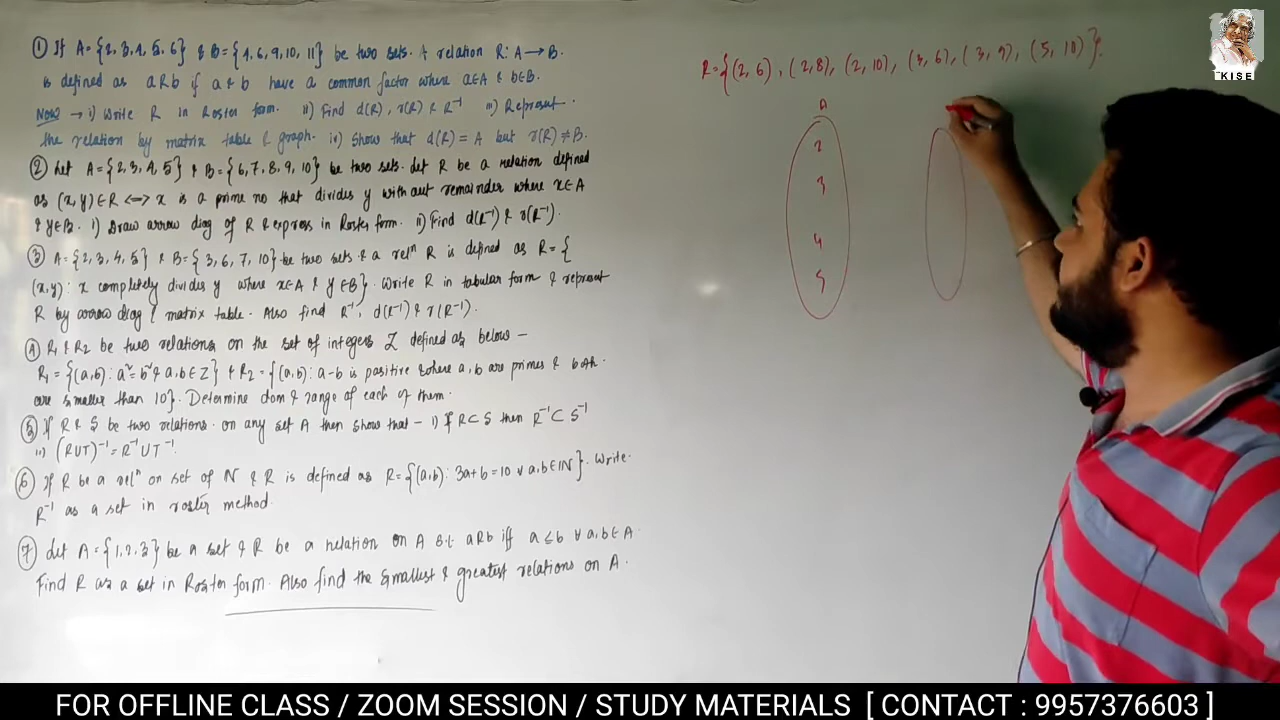 ① If A = {2, 3, 4, 5, 6} & B = {4, 6, 9, 10, 11} be two sets. A relation R: A → B.
is defined as aRb if a & b have a common factor where a∈A & b∈B.
Now → i) Write R in Roster form. ii) Find d(R), r(R) & R⁻¹ iii) Represent
the relation by matrix table & graph. iv) Show that d(R) = A but r(R) ≠ B.
② Let A = {2, 3, 4, 5} & B = {6, 7, 8, 9, 10} be two sets. Let R be a relation defined
as (x, y) ∈ R <=> x is a prime no that divides y without remainder where x∈A
& y∈B. i) Draw arrow diag of R & express in Roster form. ii) Find d(R⁻¹) & r(R⁻¹).
③ A = {2, 3, 4, 5} & B = {3, 6, 7, 10} be two sets & a relⁿ R is defined as R = {
(x, y): x completely divides y where x∈A & y∈B}. Write R in tabular form & represent
R by arrow diag & matrix table. Also find R⁻¹, d(R⁻¹) & r(R⁻¹).
④ R₁ & R₂ be two relations on the set of integers Z defined as below –
R₁ = {(a, b): a² = b² & a, b ∈ Z} & R₂ = {(a, b): a-b is positive where a, b are primes & both
are smaller than 10}. Determine dom & range of each of them.
⑤ If R & S be two relations on any set A then show that – i) If R ⊂ S then R⁻¹ ⊂ S⁻¹
ii) (RUT)⁻¹ = R⁻¹ U T⁻¹.
⑥ If R be a relⁿ on set of N & R is defined as R = {(a, b): 3a+b = 10 ∀ a, b ∈ N}. Write
R⁻¹ as a set in roster method.
⑦ Let A = {1, 2, 3} be a set & R be a relation on A s.t. aRb iff a ≤ b ∀ a, b ∈ A.
Find R as a set in Roster form. Also find the smallest & greatest relations on A.
R = {(2, 6), (2, 8), (2, 10), (3, 6), (3, 9), (5, 10)}.
A
2
3
4
5
KISE
FOR OFFLINE CLASS / ZOOM SESSION / STUDY MATERIALS [ CONTACT : 9957376603 ]